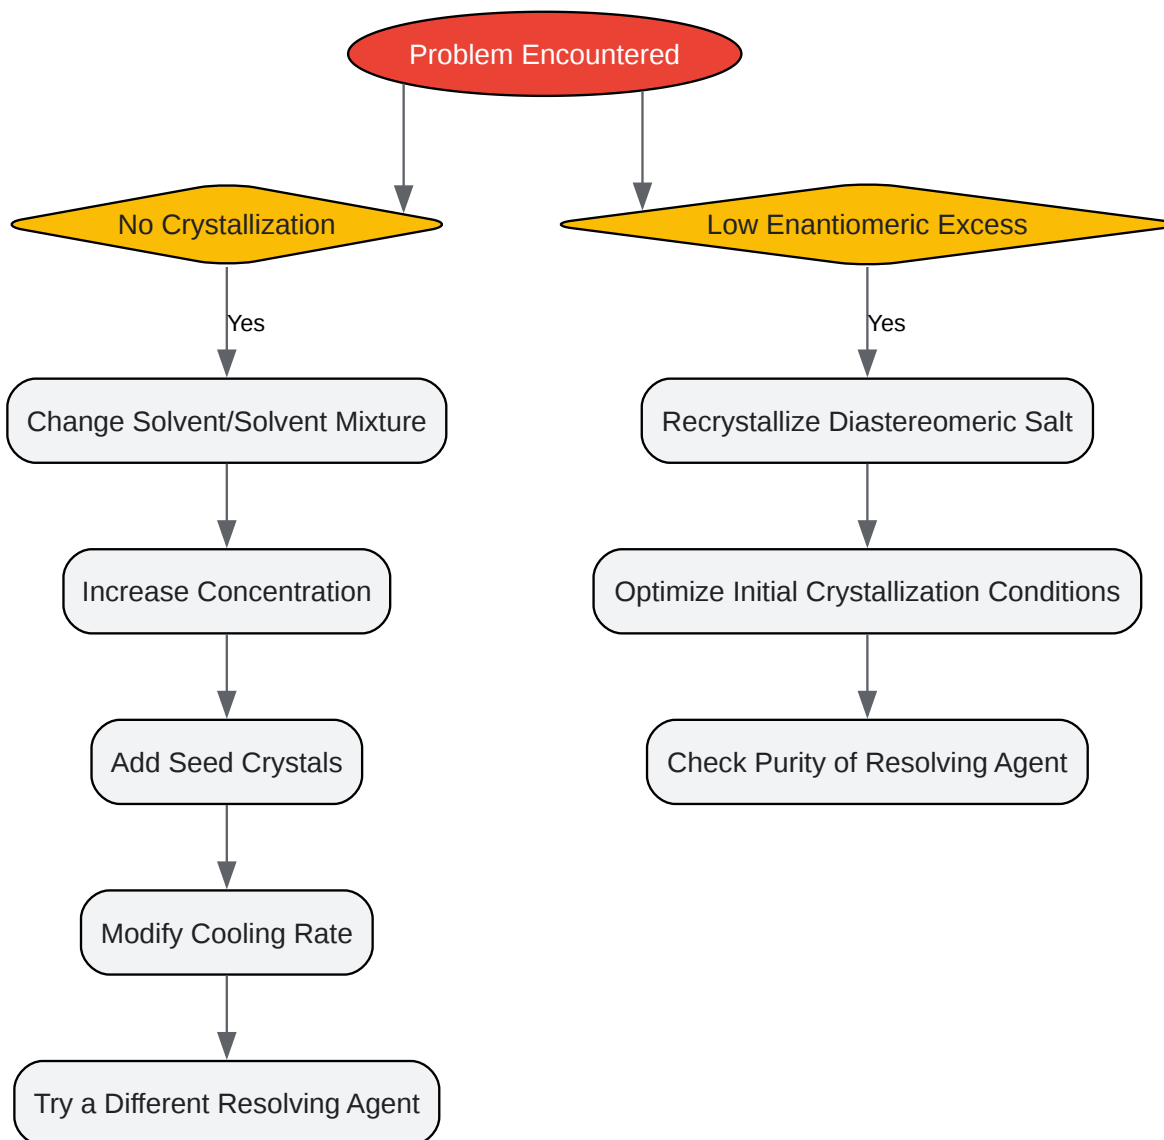 Problem Encountered
No Crystallization
Low Enantiomeric Excess
Yes
Yes
Change Solvent/Solvent Mixture
Recrystallize Diastereomeric Salt
Increase Concentration
Optimize Initial Crystallization Conditions
Add Seed Crystals
Check Purity of Resolving Agent
Modify Cooling Rate
Try a Different Resolving Agent